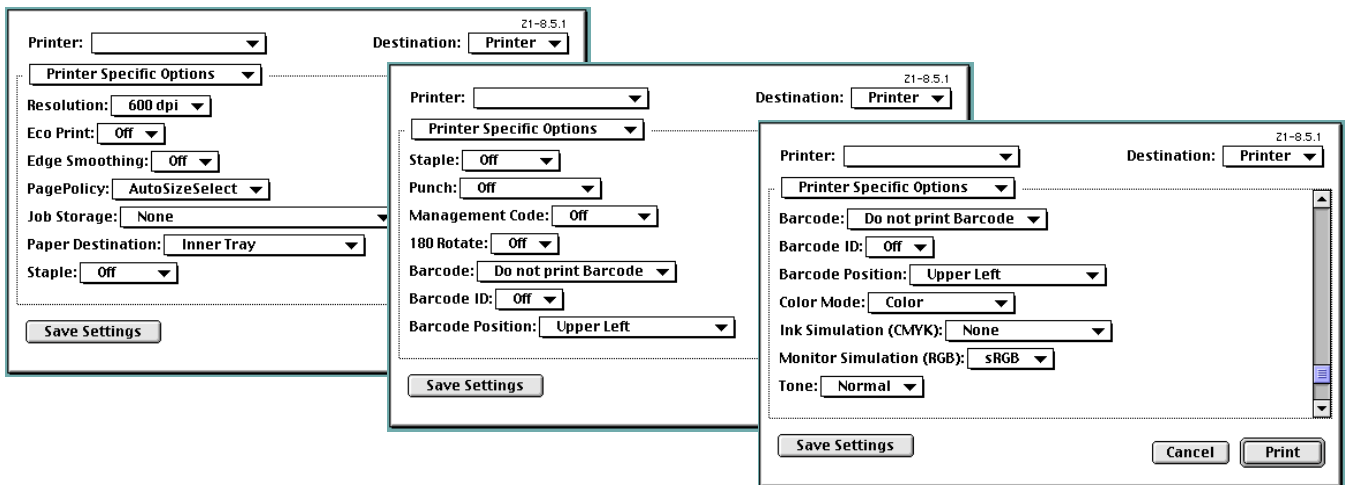 Z1-8.5.1
Printer:
Destination: Printer
Printer Specific Options
Resolution: 600 dpi
Eco Print: Off
Edge Smoothing: Off
PagePolicy: AutoSizeSelect
Job Storage: None
Paper Destination: Inner Tray
Staple: Off
Save Settings
Z1-8.5.1
Printer:
Destination: Printer
Printer Specific Options
Staple: Off
Punch: Off
Management Code: Off
180 Rotate: Off
Barcode: Do not print Barcode
Barcode ID: Off
Barcode Position: Upper Left
Save Settings
Z1-8.5.1
Printer:
Destination: Printer
Printer Specific Options
Barcode: Do not print Barcode
Barcode ID: Off
Barcode Position: Upper Left
Color Mode: Color
Ink Simulation (CMYK): None
Monitor Simulation (RGB): sRGB
Tone: Normal
Save Settings
Cancel
Print